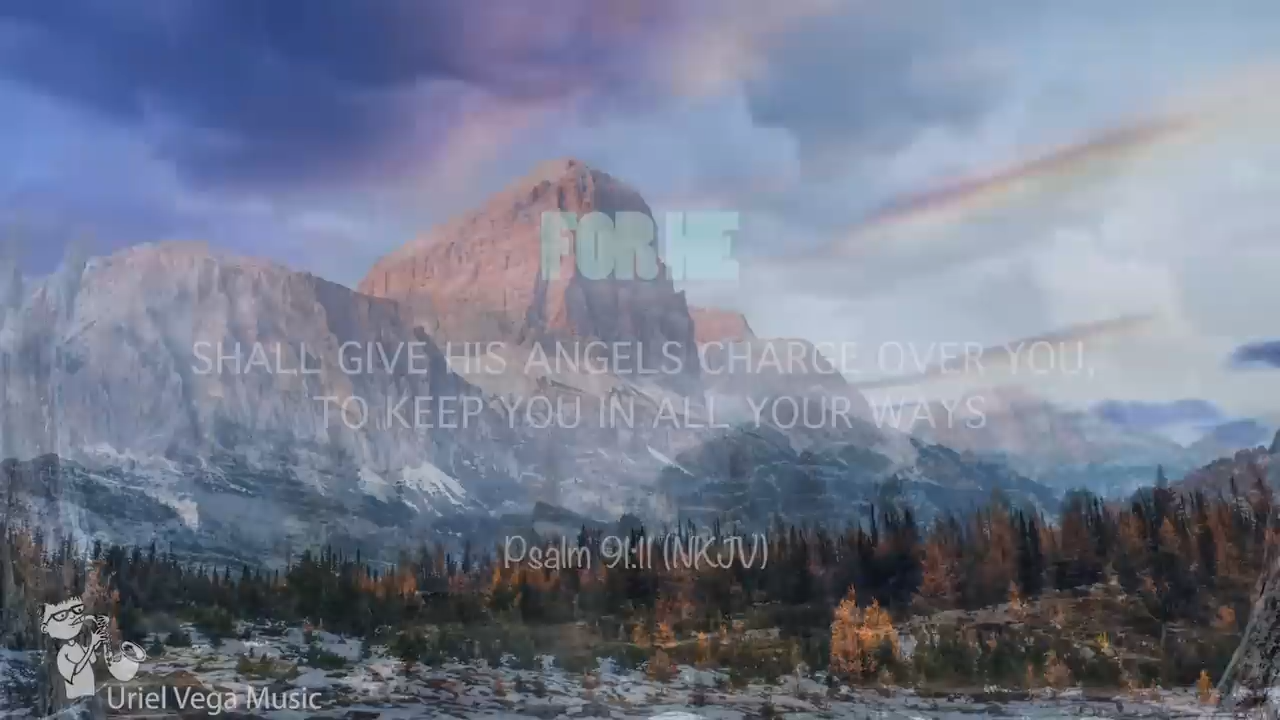 FOR HE
SHALL GIVE HIS ANGELS CHARGE OVER YOU,
TO KEEP YOU IN ALL YOUR WAYS
Psalm 91:11 (NKJV)
Uriel Vega Music